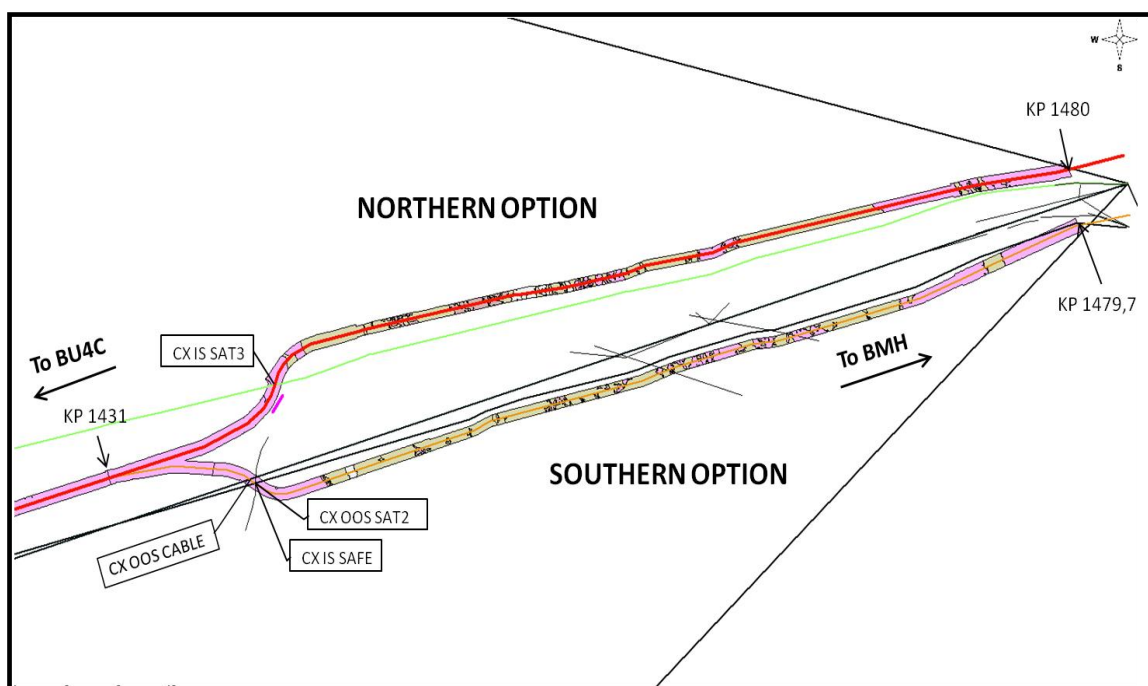 W
S
KP 1480
NORTHERN OPTION
KP 1479,7
To BU4C
CX IS SAT3
To BMH
KP 1431
SOUTHERN OPTION
CX OOS SAT2
CX OOS CABLE
CX IS SAFE